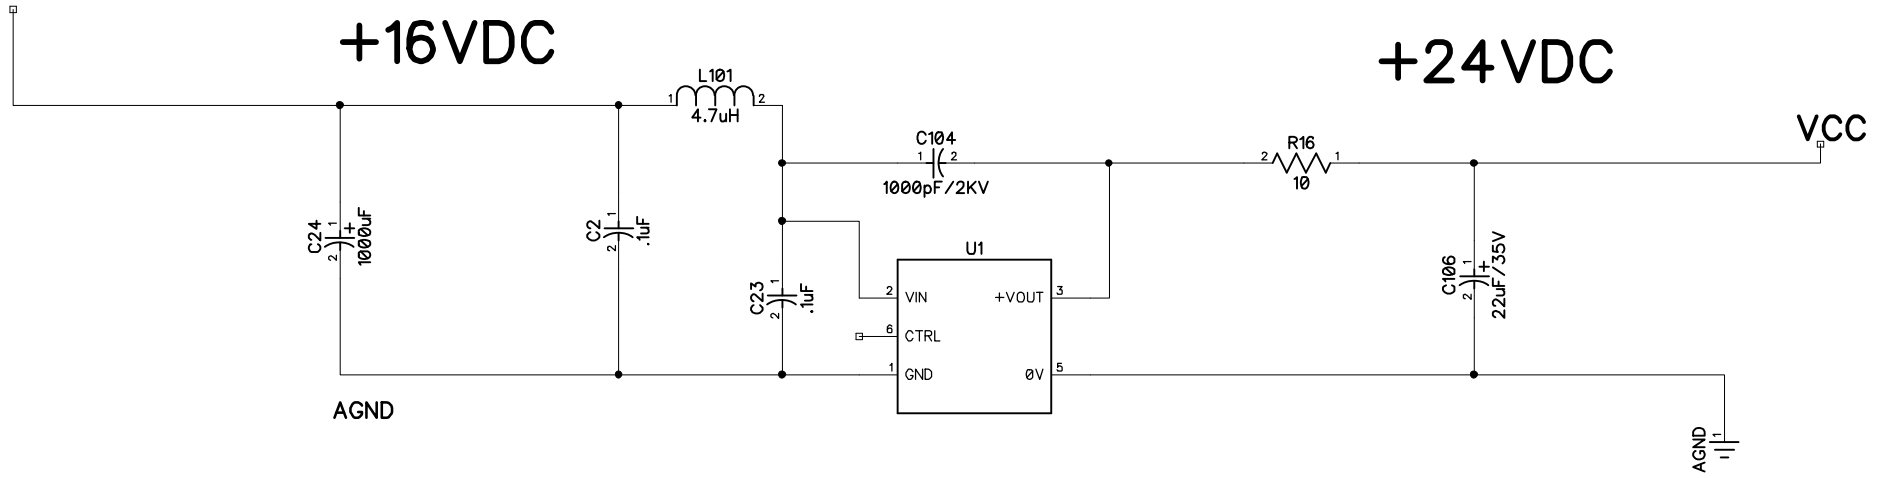 +16VDC
+24VDC
L101
1
2
4.7uH
VCC
C104
1
2
1000pF/2KV
R16
2
1
10
C24
1
+
2
1000uF
C2
1
2
.1uF
U1
C23
1
2
.1uF
2
VIN
+VOUT
3
6
CTRL
1
GND
0V
5
C106
1
+
2
22uF/35V
AGND
AGND
1